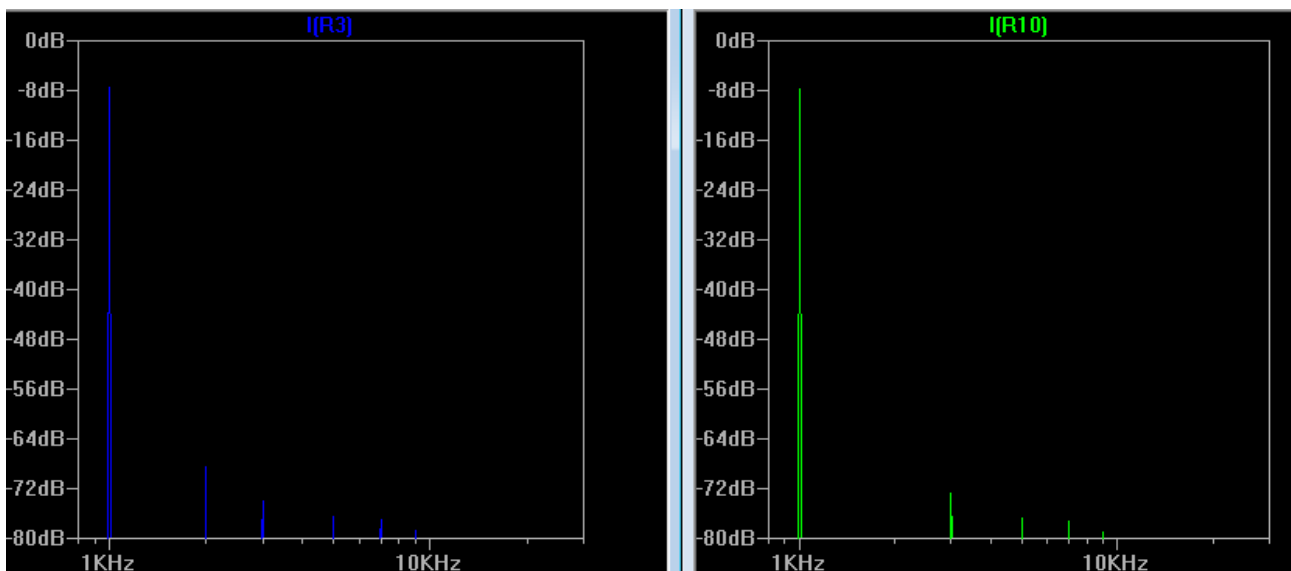 I(R3)
0dB
-8dB
-16dB
-24dB
-32dB
-40dB
-48dB
-56dB
-64dB
-72dB
-80dB
1KHz 10KHz
I(R10)
0dB
-8dB
-16dB
-24dB
-32dB
-40dB
-48dB
-56dB
-64dB
-72dB
-80dB
1KHz 10KHz